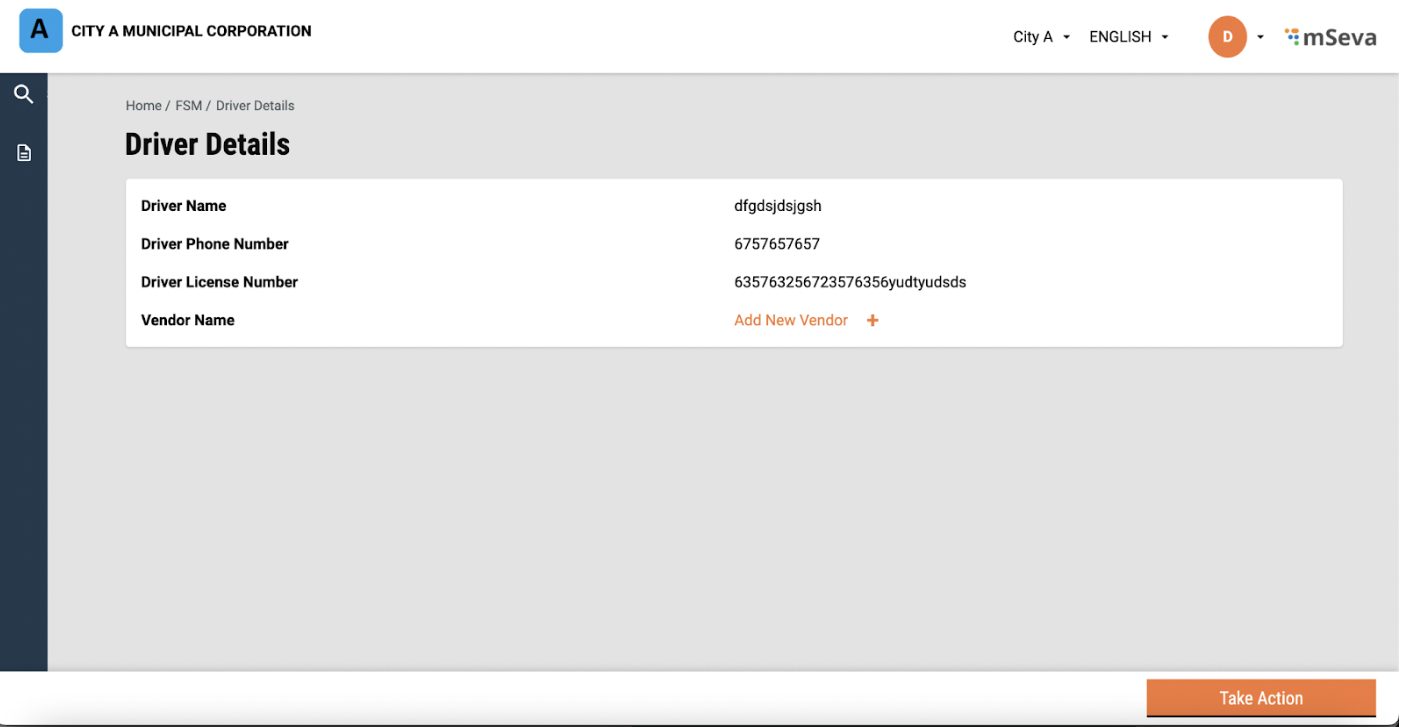 A CITY A MUNICIPAL CORPORATION City A ENGLISH D mSeva
Home / FSM / Driver Details
Driver Details
Driver Name dfgdsjdsjgsh
Driver Phone Number 6757657657
Driver License Number 635763256723576356yudtyudsds
Vendor Name Add New Vendor +
Take Action